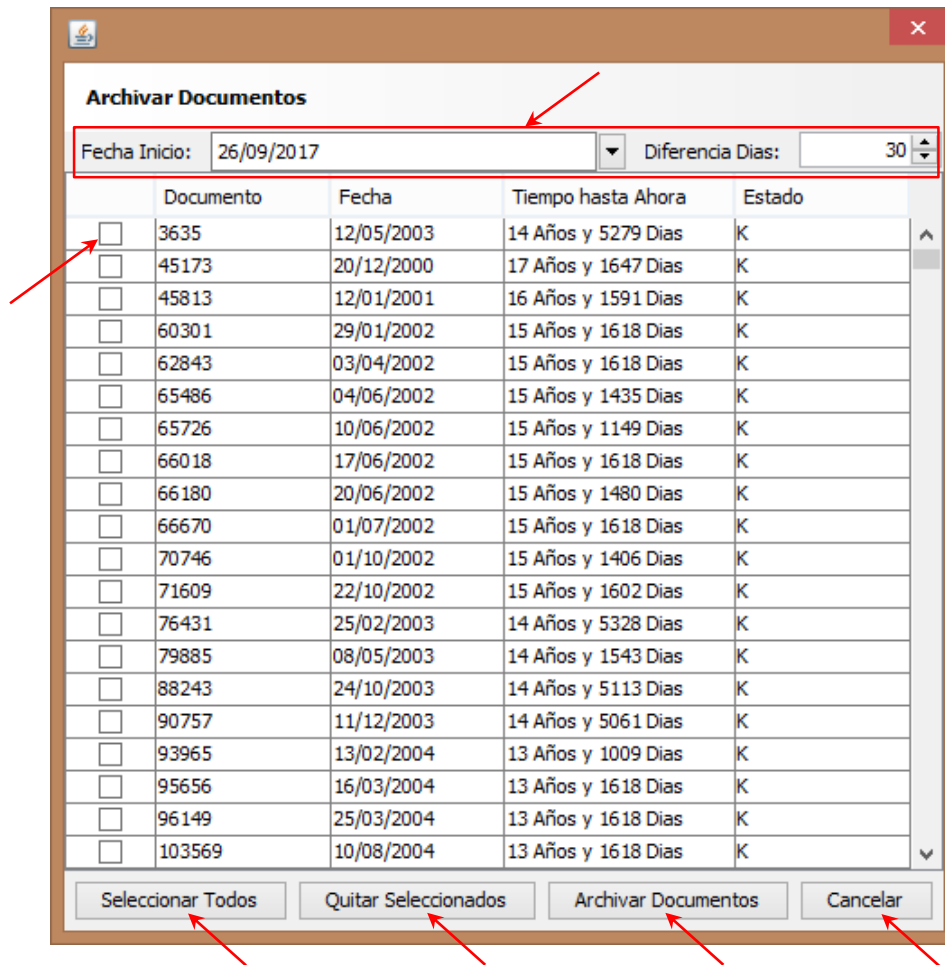 Archivar Documentos
Fecha Inicio: 26/09/2017 Diferencia Dias: 30
Documento Fecha Tiempo hasta Ahora Estado
3635 12/05/2003 14 Años y 5279 Dias K
45173 20/12/2000 17 Años y 1647 Dias K
45813 12/01/2001 16 Años y 1591 Dias K
60301 29/01/2002 15 Años y 1618 Dias K
62843 03/04/2002 15 Años y 1618 Dias K
65486 04/06/2002 15 Años y 1435 Dias K
65726 10/06/2002 15 Años y 1149 Dias K
66018 17/06/2002 15 Años y 1618 Dias K
66180 20/06/2002 15 Años y 1480 Dias K
66670 01/07/2002 15 Años y 1618 Dias K
70746 01/10/2002 15 Años y 1406 Dias K
71609 22/10/2002 15 Años y 1602 Dias K
76431 25/02/2003 14 Años y 5328 Dias K
79885 08/05/2003 14 Años y 1543 Dias K
88243 24/10/2003 14 Años y 5113 Dias K
90757 11/12/2003 14 Años y 5061 Dias K
93965 13/02/2004 13 Años y 1009 Dias K
95656 16/03/2004 13 Años y 1618 Dias K
96149 25/03/2004 13 Años y 1618 Dias K
103569 10/08/2004 13 Años y 1618 Dias K
Seleccionar Todos Quitar Seleccionados Archivar Documentos Cancelar